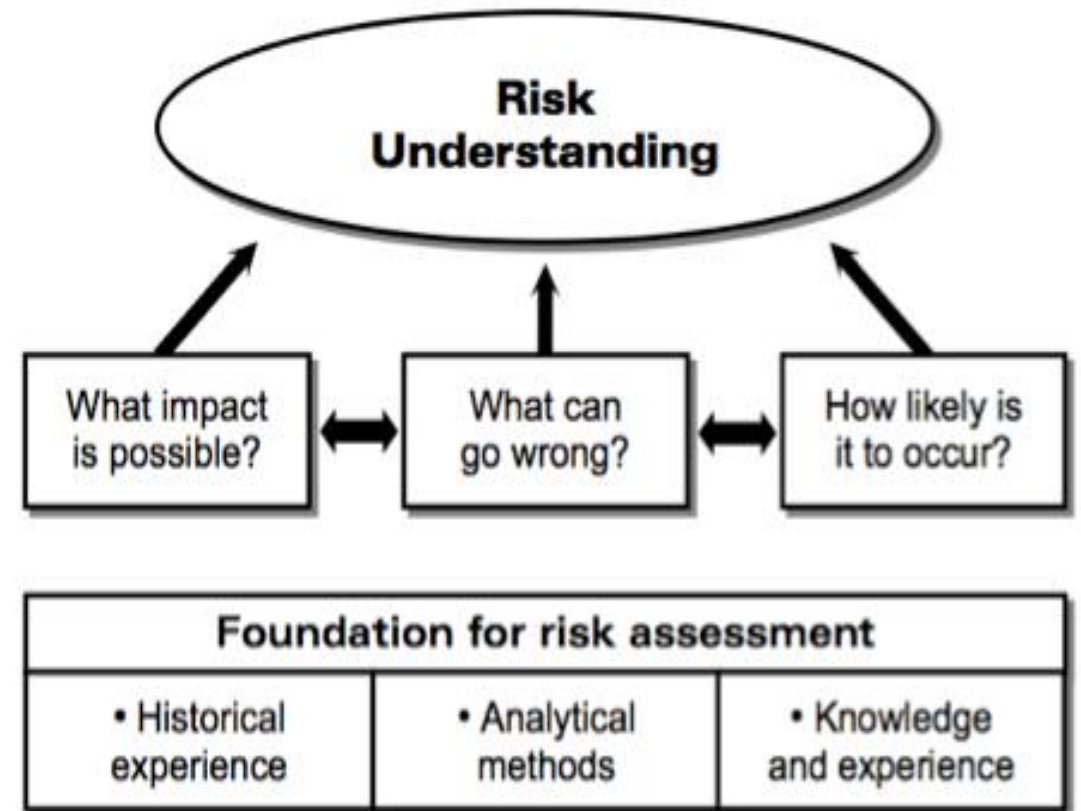 Risk
Understanding
What impact
is possible?
What can
go wrong?
How likely is
it to occur?
Foundation for risk assessment
• Historical
experience
• Analytical
methods
• Knowledge
and experience